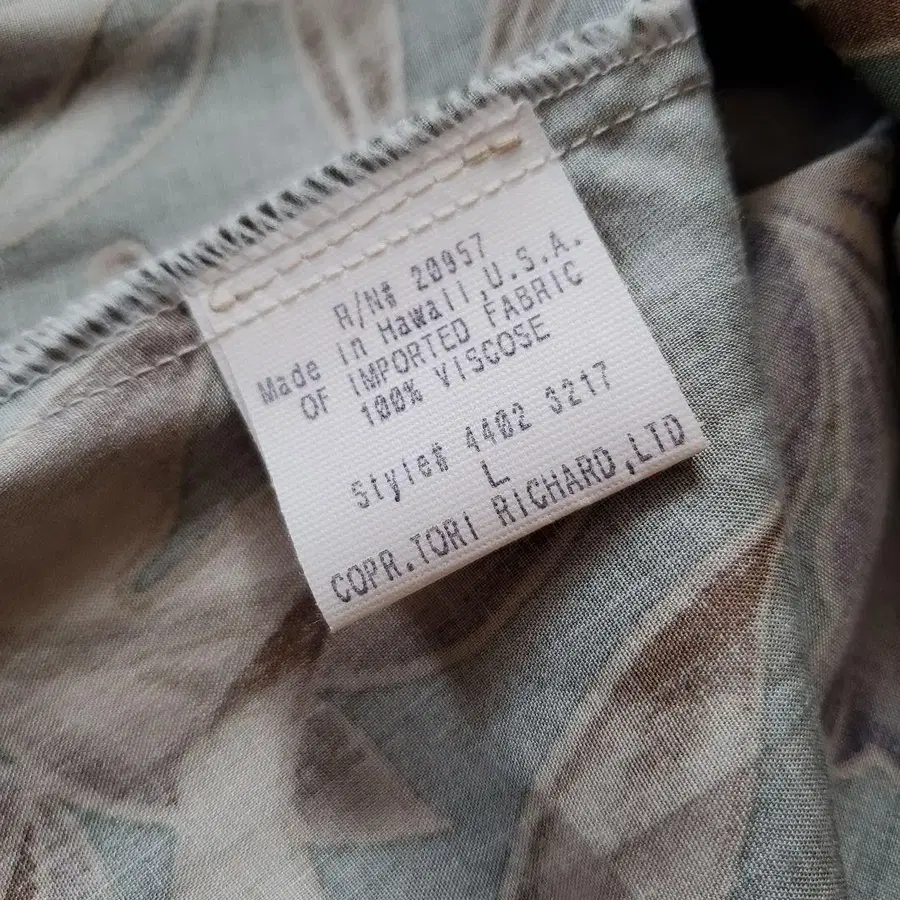 R/N# 20957
Made in Hawaii, U.S.A.
OF IMPORTED FABRIC
100% VISCOSE
Style# 4402 3217
L
COPR. TORI RICHARD, LTD